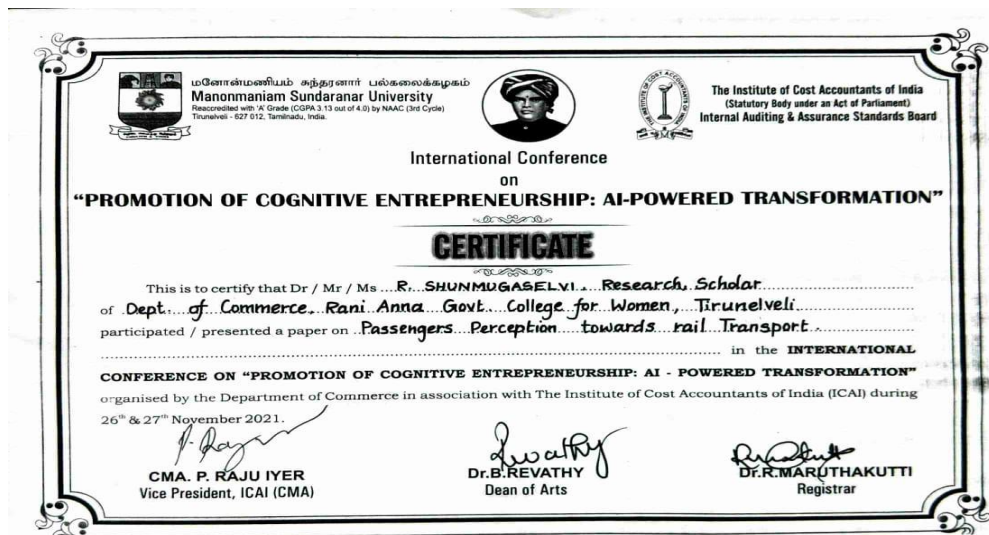 மனோன்மணியம் சுந்தரனார் பல்கலைக்கழகம்
Manonmaniam Sundaranar University
Reaccredited with 'A' Grade (CGPA 3.13 out of 4.0) by NAAC (3rd Cycle)
Tirunelveli - 627 012, Tamilnadu, India.
The Institute of Cost Accountants of India
(Statutory Body under an Act of Parliament)
Internal Auditing & Assurance Standards Board
International Conference
on
"PROMOTION OF COGNITIVE ENTREPRENEURSHIP: AI-POWERED TRANSFORMATION"
CERTIFICATE
This is to certify that Dr / Mr / Ms R. SHUNMUGASELVI, Research Scholar
of Dept. of Commerce, Rani Anna Govt. College for Women, Tirunelveli
participated / presented a paper on Passengers Perception towards rail Transport.
in the INTERNATIONAL
CONFERENCE ON "PROMOTION OF COGNITIVE ENTREPRENEURSHIP: AI - POWERED TRANSFORMATION"
organised by the Department of Commerce in association with The Institute of Cost Accountants of India (ICAI) during
26th & 27th November 2021.
P. Rajan
Revathy
CMA. P. RAJU IYER
Dr.B.REVATHY
Dr.R.MARUTHAKUTTI
Vice President, ICAI (CMA)
Dean of Arts
Registrar